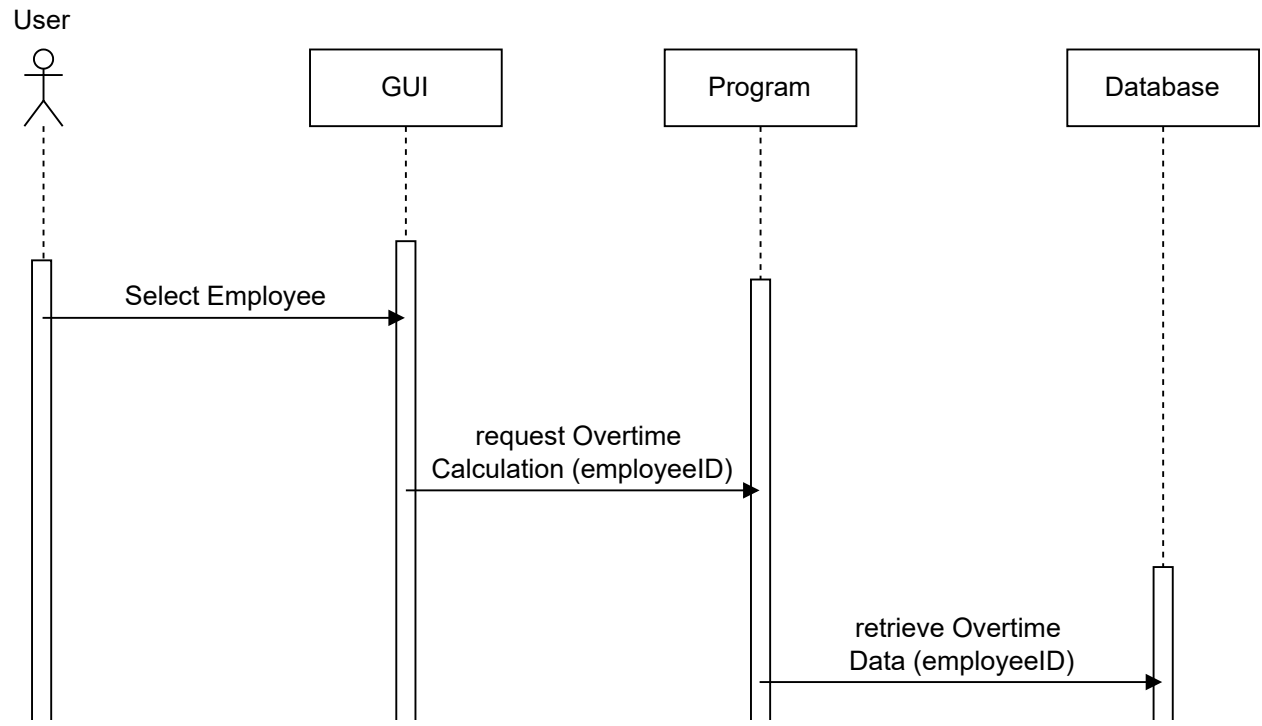 User
GUI
Program
Database
Select Employee
request Overtime
Calculation (employeeID)
retrieve Overtime
Data (employeeID)